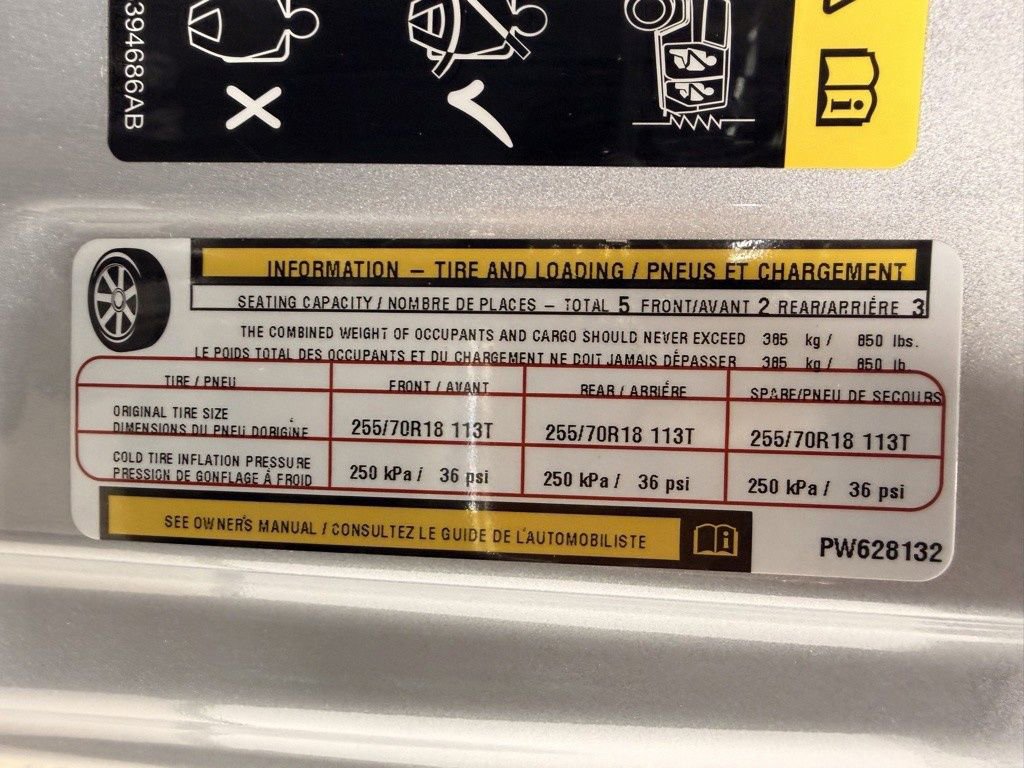 394686AB
INFORMATION – TIRE AND LOADING / PNEUS ET CHARGEMENT
SEATING CAPACITY / NOMBRE DE PLACES – TOTAL 5 FRONT/AVANT 2 REAR/ARRIÉRE 3
THE COMBINED WEIGHT OF OCCUPANTS AND CARGO SHOULD NEVER EXCEED 385 kg / 850 lbs.
LE POIDS TOTAL DES OCCUPANTS ET DU CHARGEMENT NE DOIT JAMAIS DÉPASSER 385 kg / 850 lb.
TIRE / PNEU FRONT / AVANT REAR / ARRIÉRE SPARE/PNEU DE SECOURS
ORIGINAL TIRE SIZE
DIMENSIONS DU PNEU DORIGINE 255/70R18 113T 255/70R18 113T 255/70R18 113T
COLD TIRE INFLATION PRESSURE
PRESSION DE GONFLAGE À FROID 250 kPa / 36 psi 250 kPa / 36 psi 250 kPa / 36 psi
SEE OWNER'S MANUAL / CONSULTEZ LE GUIDE DE L'AUTOMOBILISTE
PW628132